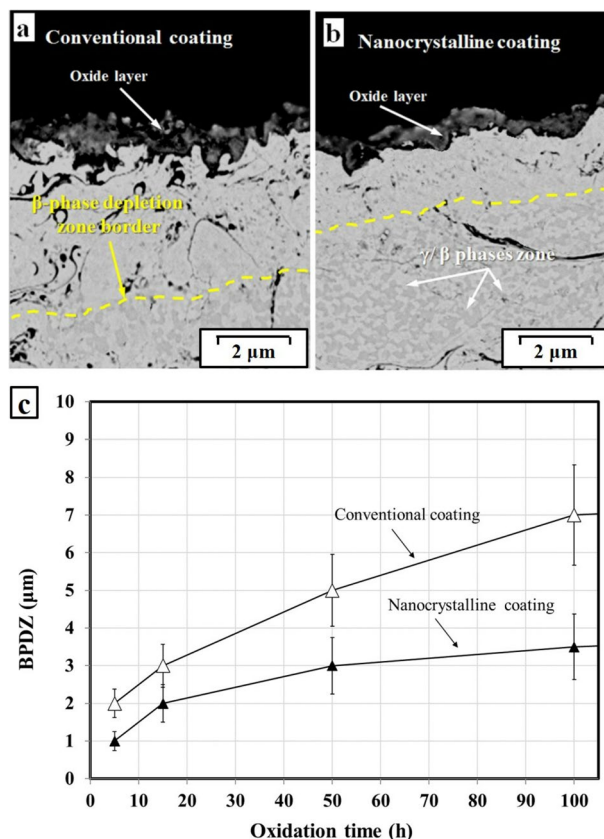 a
Conventional coating
Oxide layer
β-phase depletion
zone border
2 µm
b
Nanocrystalline coating
Oxide layer
γ/β phases zone
2 µm
c
BPDZ (µm)
10
9
8
7
6
5
4
3
2
1
0
Conventional coating
Nanocrystalline coating
0 10 20 30 40 50 60 70 80 90 100
Oxidation time (h)